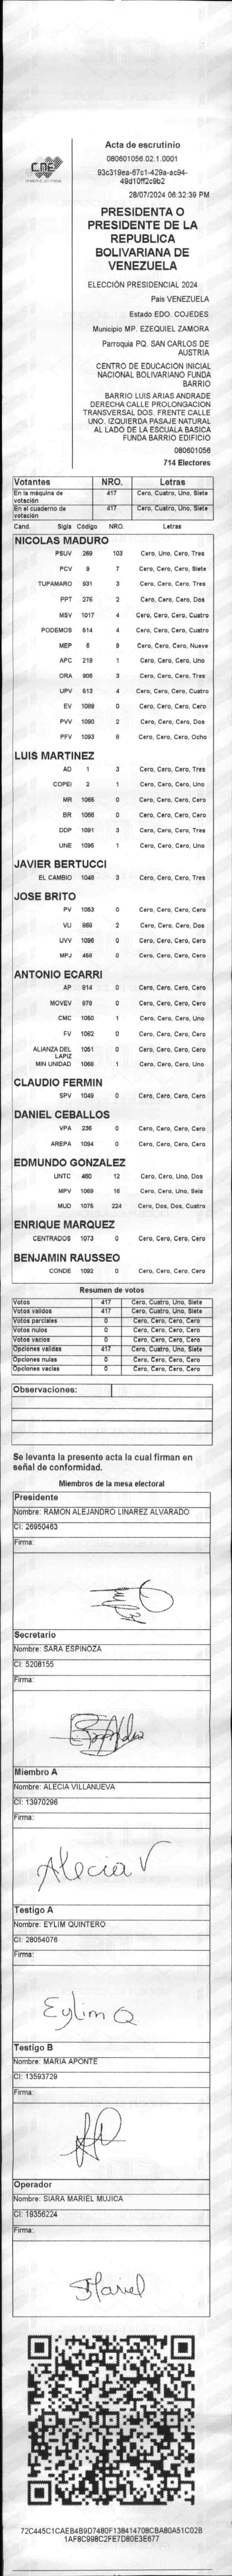 CNE
Acta de escrutinio
080601056.02.1.0001
93c319ea-67c1-429a-ac94-
49d10ff2c9b2
28/07/2024 06:32:39 PM
PRESIDENTA O
PRESIDENTE DE LA
REPUBLICA
BOLIVARIANA DE
VENEZUELA
ELECCIÓN PRESIDENCIAL 2024
Pais VENEZUELA
Estado EDO. COJEDES
Municipio MP. EZEQUIEL ZAMORA
Parroquia PQ. SAN CARLOS DE
AUSTRIA
CENTRO DE EDUCACION INICIAL
NACIONAL BOLIVARIANO FUNDA
BARRIO
BARRIO LUIS ARIAS ANDRADE
DERECHA CALLE PROLONGACION
TRANSVERSAL DOS. FRENTE CALLE
UNO. IZQUIERDA PASAJE NATURAL
AL LADO DE LA ESCUALA BASICA
FUNDA BARRIO EDIFICIO
080601056
714 Electores
Votantes NRO. Letras
En la máquina de votación 417 Cero, Cuatro, Uno, Siete
En el cuaderno de votación 417 Cero, Cuatro, Uno, Siete
Cand. Sigla Código NRO. Letras
NICOLAS MADURO
PSUV 269 103 Cero, Uno, Cero, Tres
PCV 9 7 Cero, Cero, Cero, Siete
TUPAMARO 931 3 Cero, Cero, Cero, Tres
PPT 276 2 Cero, Cero, Cero, Dos
MSV 1017 4 Cero, Cero, Cero, Cuatro
PODEMOS 514 4 Cero, Cero, Cero, Cuatro
MEP 6 9 Cero, Cero, Cero, Nueve
APC 219 1 Cero, Cero, Cero, Uno
ORA 906 3 Cero, Cero, Cero, Tres
UPV 513 4 Cero, Cero, Cero, Cuatro
EV 1089 0 Cero, Cero, Cero, Cero
PVV 1090 2 Cero, Cero, Cero, Dos
PFV 1093 8 Cero, Cero, Cero, Ocho
LUIS MARTINEZ
AD 1 3 Cero, Cero, Cero, Tres
COPEI 2 1 Cero, Cero, Cero, Uno
MR 1065 0 Cero, Cero, Cero, Cero
BR 1066 0 Cero, Cero, Cero, Cero
DDP 1091 3 Cero, Cero, Cero, Tres
UNE 1095 1 Cero, Cero, Cero, Uno
JAVIER BERTUCCI
EL CAMBIO 1048 3 Cero, Cero, Cero, Tres
JOSE BRITO
PV 1053 0 Cero, Cero, Cero, Cero
VU 869 2 Cero, Cero, Cero, Dos
UVV 1096 0 Cero, Cero, Cero, Cero
MPJ 458 0 Cero, Cero, Cero, Cero
ANTONIO ECARRI
AP 814 0 Cero, Cero, Cero, Cero
MOVEV 878 0 Cero, Cero, Cero, Cero
CMC 1050 1 Cero, Cero, Cero, Uno
FV 1062 0 Cero, Cero, Cero, Cero
ALIANZA DEL LAPIZ 1051 0 Cero, Cero, Cero, Cero
MIN UNIDAD 1068 1 Cero, Cero, Cero, Uno
CLAUDIO FERMIN
SPV 1049 0 Cero, Cero, Cero, Cero
DANIEL CEBALLOS
VPA 236 0 Cero, Cero, Cero, Cero
AREPA 1094 0 Cero, Cero, Cero, Cero
EDMUNDO GONZALEZ
UNTC 460 12 Cero, Cero, Uno, Dos
MPV 1069 16 Cero, Cero, Uno, Seis
MUD 1075 224 Cero, Dos, Dos, Cuatro
ENRIQUE MARQUEZ
CENTRADOS 1073 0 Cero, Cero, Cero, Cero
BENJAMIN RAUSSEO
CONDE 1092 0 Cero, Cero, Cero, Cero
Resumen de votos
Votos 417 Cero, Cuatro, Uno, Siete
Votos validos 417 Cero, Cuatro, Uno, Siete
Votos parciales 0 Cero, Cero, Cero, Cero
Votos nulos 0 Cero, Cero, Cero, Cero
Votos vacios 0 Cero, Cero, Cero, Cero
Opciones validas 417 Cero, Cuatro, Uno, Siete
Opciones nulas 0 Cero, Cero, Cero, Cero
Opciones vacias 0 Cero, Cero, Cero, Cero
Observaciones:
Se levanta la presente acta la cual firman en
señal de conformidad.
Miembros de la mesa electoral
Presidente
Nombre: RAMON ALEJANDRO LINAREZ ALVARADO
CI: 26950463
Firma:
Secretario
Nombre: SARA ESPINOZA
CI: 5208155
Firma:
Miembro A
Nombre: ALECIA VILLANUEVA
CI: 13970296
Firma:
Alecia V
Testigo A
Nombre: EYLIM QUINTERO
CI: 28054076
Firma:
Eylim Q
Testigo B
Nombre: MARIA APONTE
CI: 13593729
Firma:
Operador
Nombre: SIARA MARIEL MUJICA
CI: 19356224
Firma:
SMariel
72C445C1CAEB4B9D7480F138414708CBA80A51C02B
1AF8C998C2FE7D80E3E677